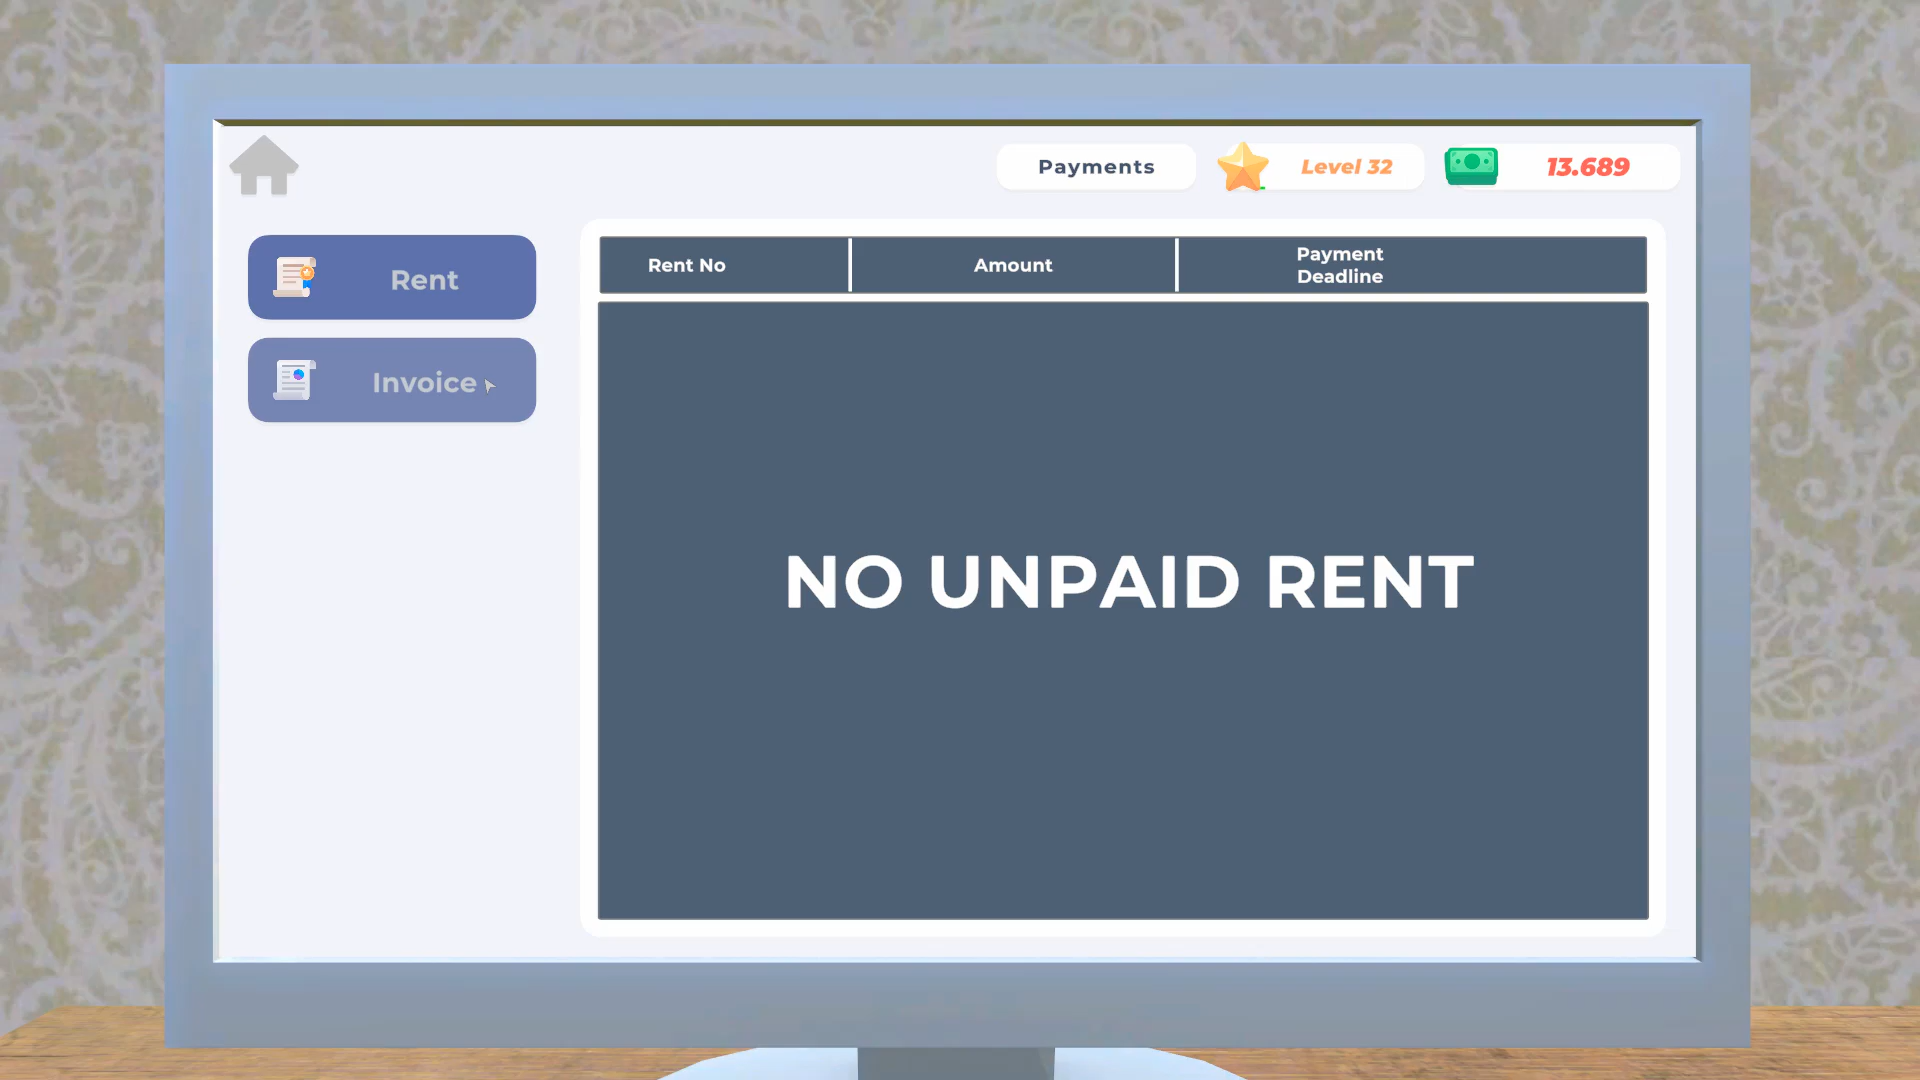 Payments
Level 32
13.689
Rent
Invoice
Rent No
Amount
Payment
Deadline
NO UNPAID RENT